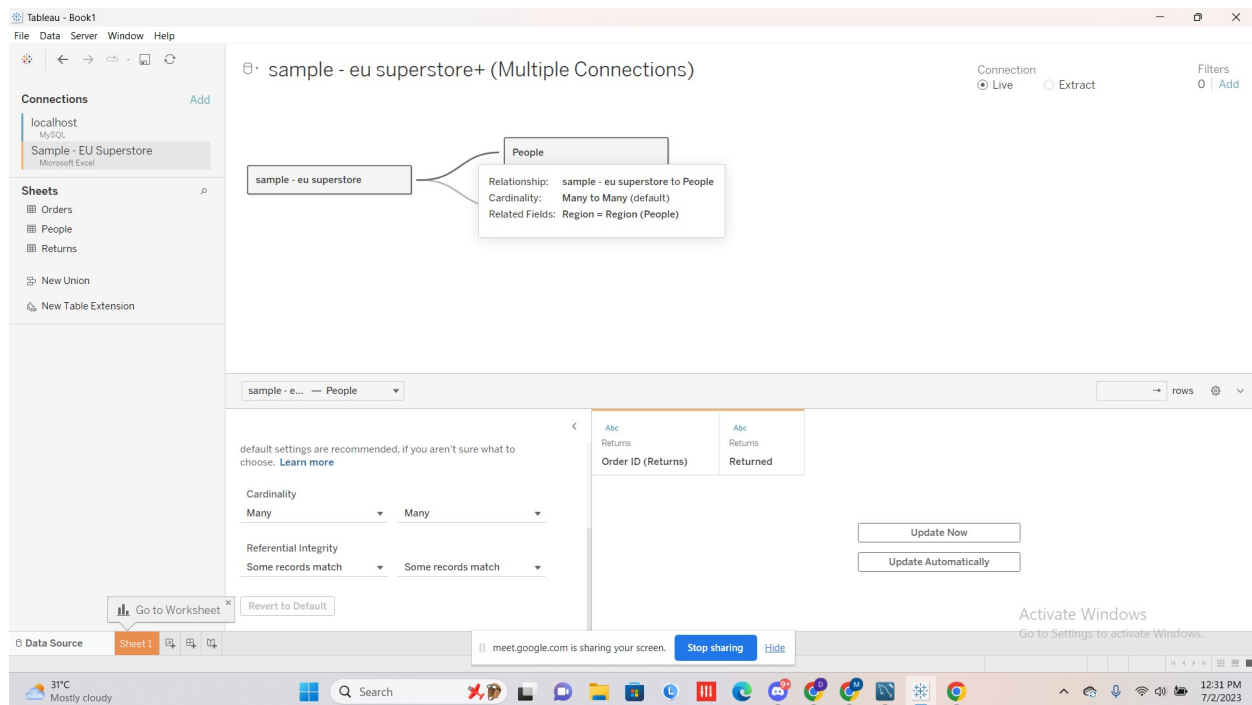 Tableau - Book1
File Data Server Window Help
sample - eu superstore+ (Multiple Connections)
Connection
Live
Extract
Filters
0 Add
Connections Add
localhost
MySQL
Sample - EU Superstore
Microsoft Excel
Sheets
Orders
People
Returns
New Union
New Table Extension
sample - eu superstore
People
Relationship: sample - eu superstore to People
Cardinality: Many to Many (default)
Related Fields: Region = Region (People)
sample - e... — People
rows
default settings are recommended, if you aren't sure what to
choose. Learn more
Cardinality
Many Many
Referential Integrity
Some records match Some records match
Revert to Default
Abc Abc
Returns Returns
Order ID (Returns) Returned
Update Now
Update Automatically
Go to Worksheet
Activate Windows
Go to Settings to activate Windows.
Data Source Sheet 1
meet.google.com is sharing your screen. Stop sharing Hide
31°C
Mostly cloudy
Search
12:31 PM
7/2/2023